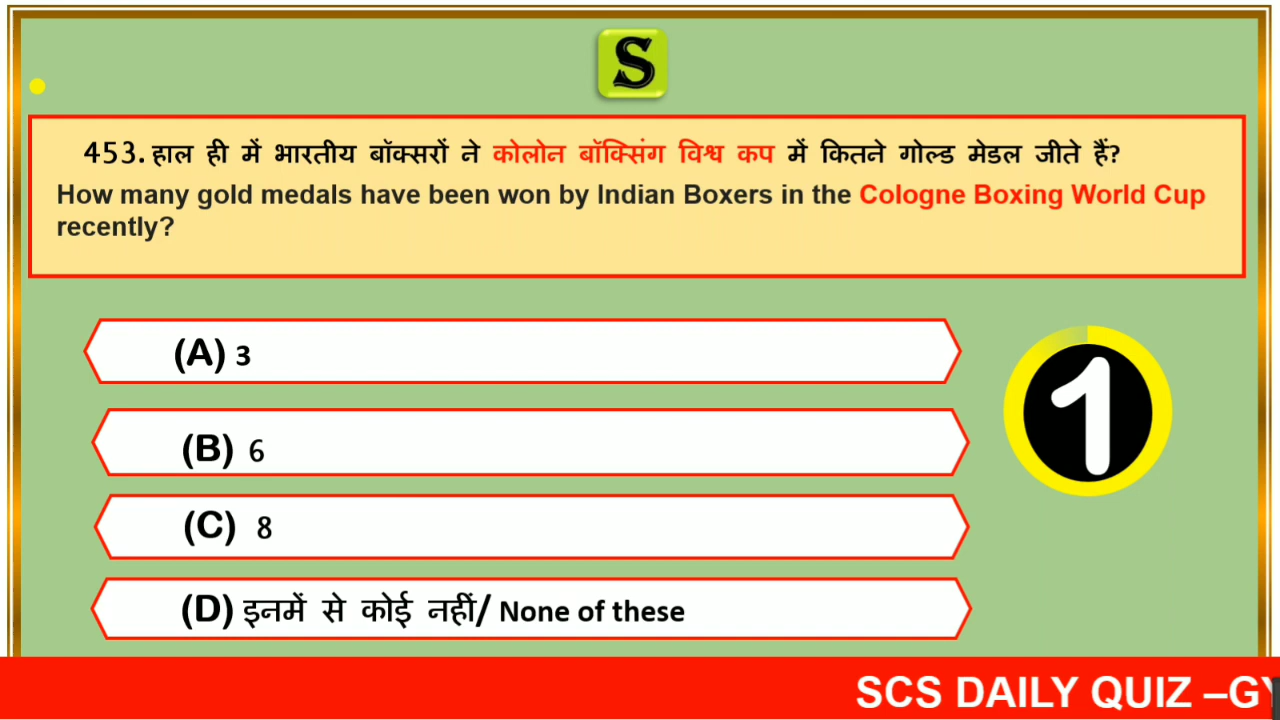 S
453. हाल ही में भारतीय बॉक्सरों ने कोलोन बॉक्सिंग विश्व कप में कितने गोल्ड मेडल जीते हैं?
How many gold medals have been won by Indian Boxers in the Cologne Boxing World Cup
recently?
(A) 3
1
(B) 6
(C) 8
(D) इनमें से कोई नहीं/ None of these
SCS DAILY QUIZ –GY